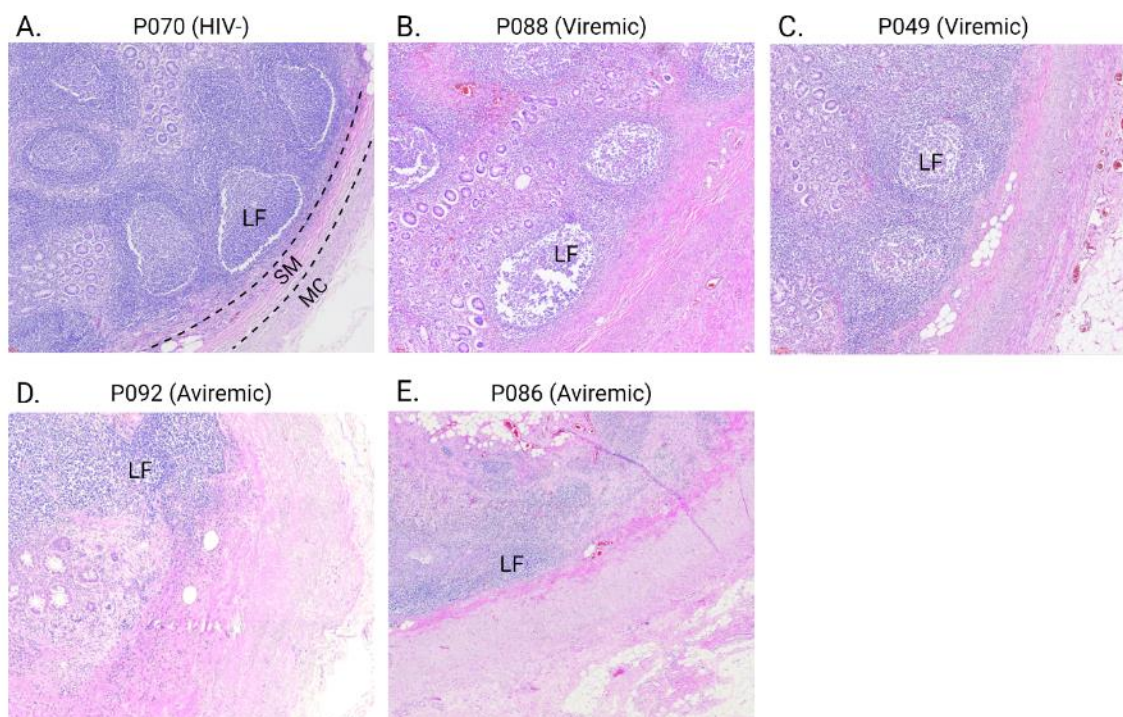 A. P070 (HIV-)
B. P088 (Viremic)
C. P049 (Viremic)
LF
SM
MC
LF
LF
D. P092 (Aviremic)
E. P086 (Aviremic)
LF
LF